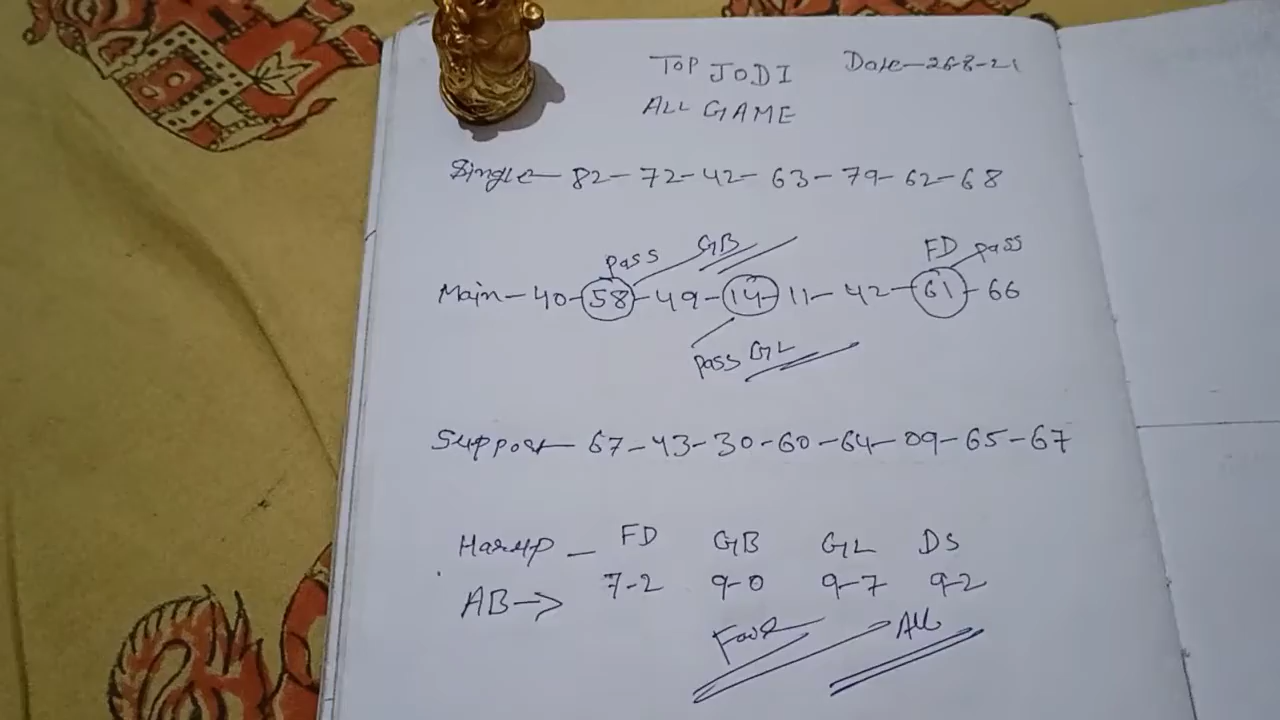 TOP JODI Date-26-8-21
ALL GAME
Single-82-72-42-63-79-62-68
pass GB FD pass
Main-40-58-49-14-11-42-61-66
pass GL
Support-67-43-30-60-64-09-65-67
Harup- FD GB GL DS
AB→ 7-2 9-0 9-7 9-2
All